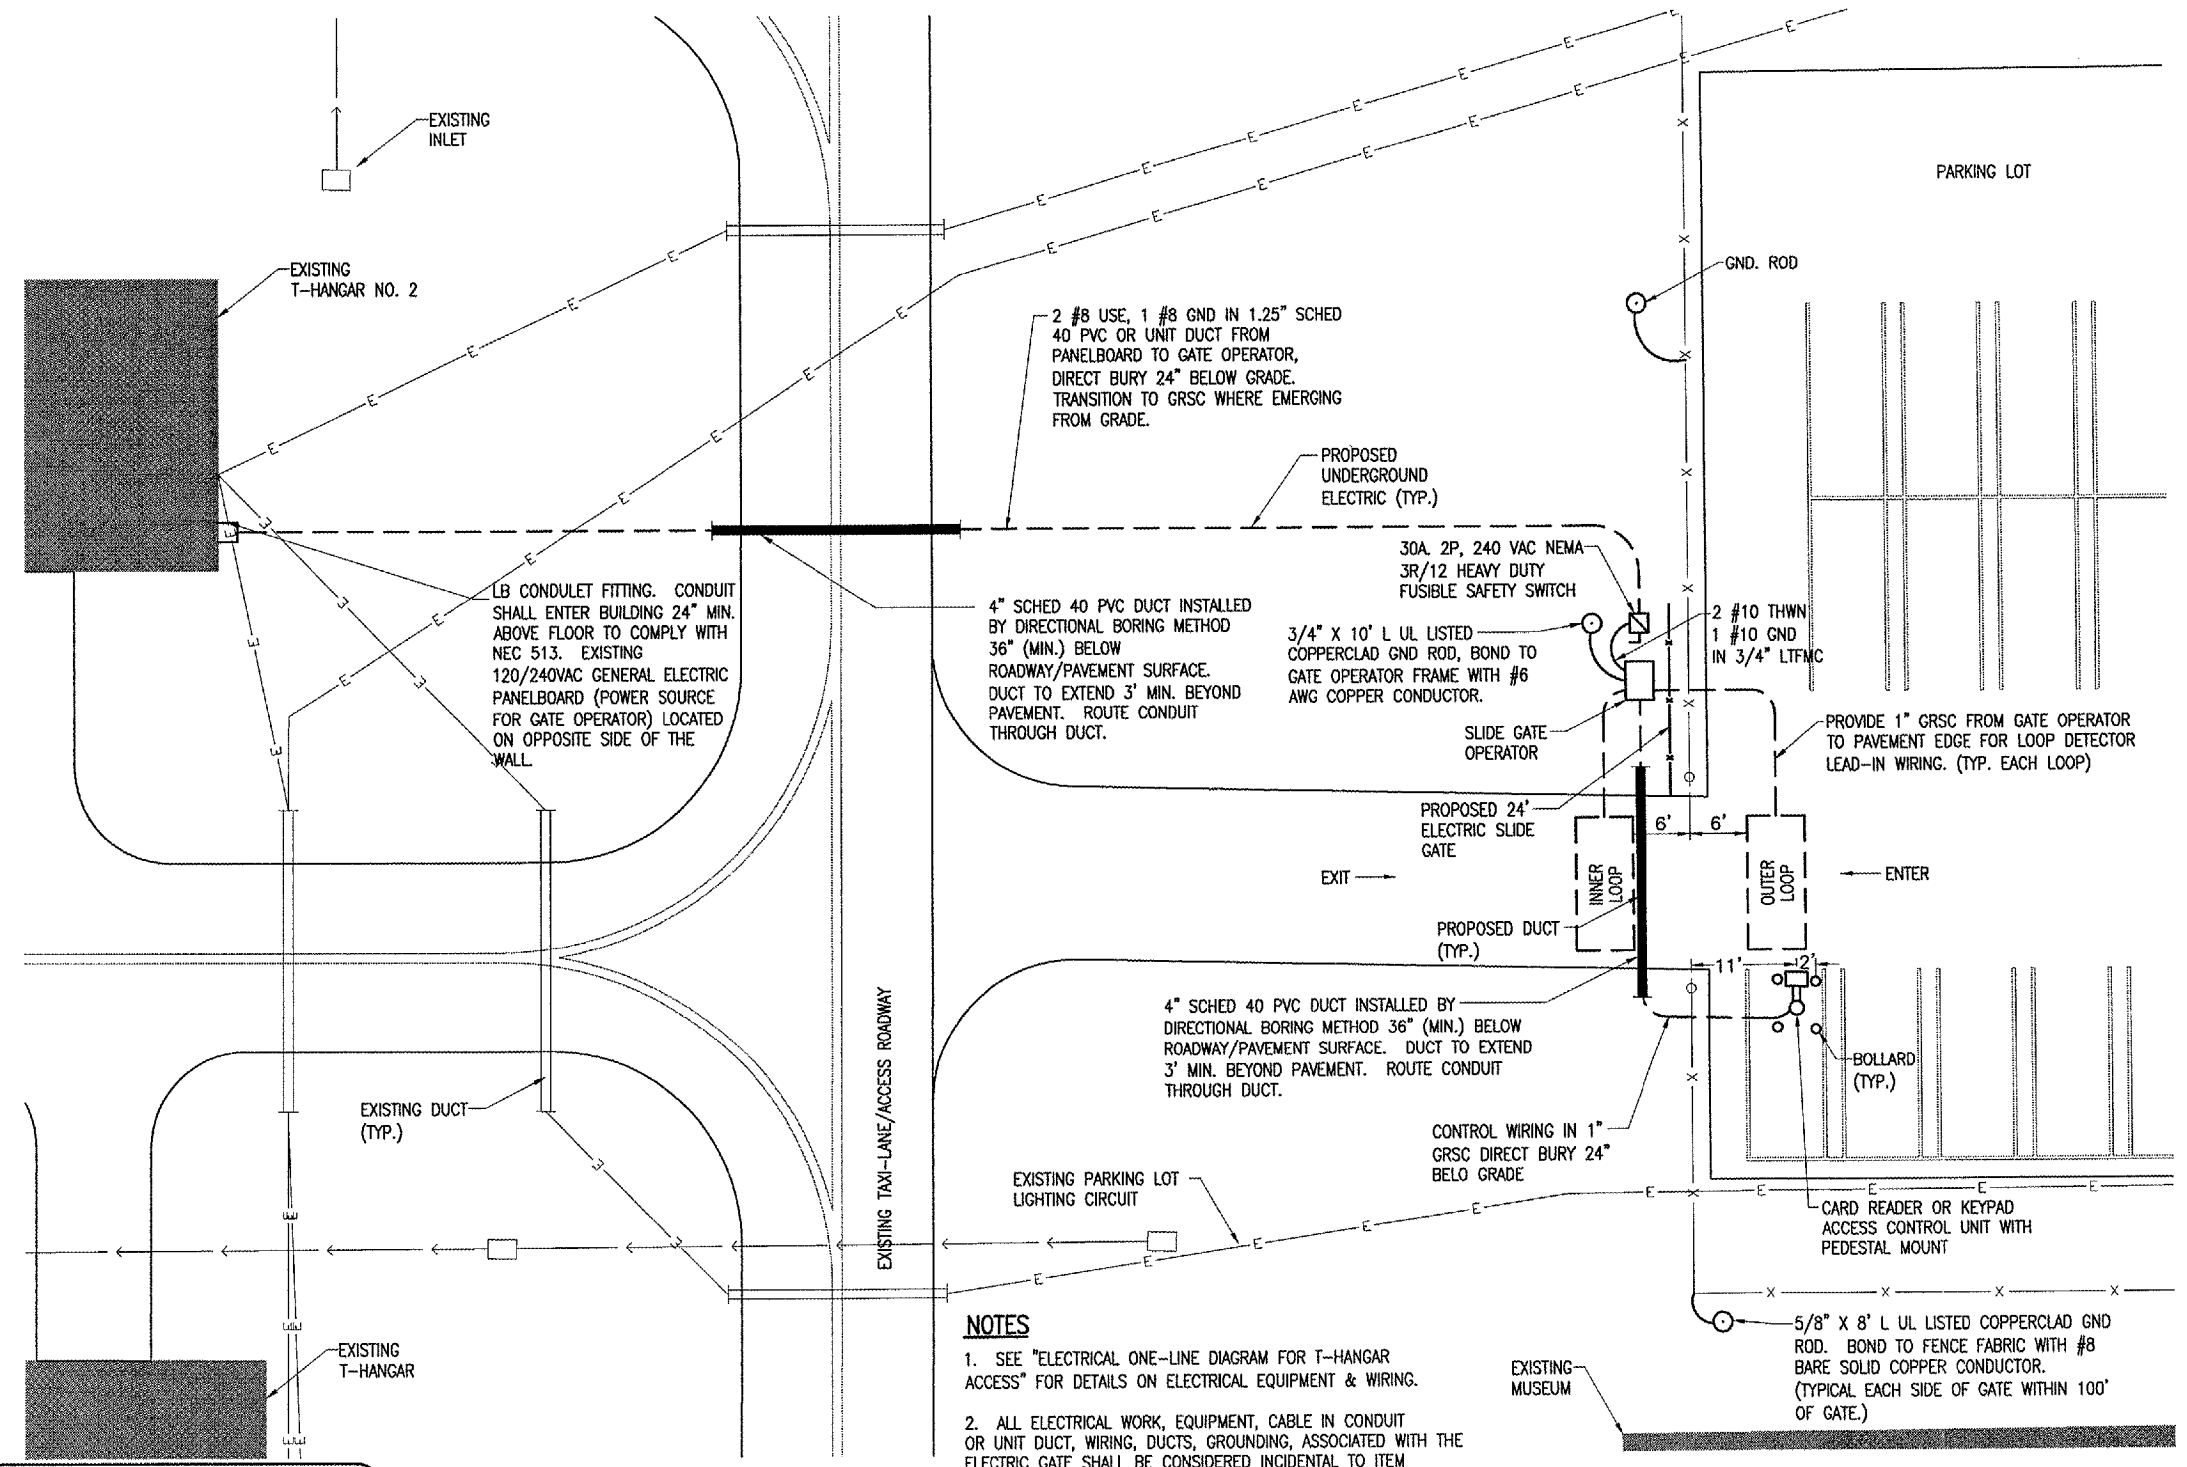 EXISTING
INLET
PARKING LOT
EXISTING
T-HANGAR NO. 2
GND. ROD
2 #8 USE, 1 #8 GND IN 1.25" SCHED
40 PVC OR UNIT DUCT FROM
PANELBOARD TO GATE OPERATOR,
DIRECT BURY 24" BELOW GRADE.
TRANSITION TO GRSC WHERE EMERGING
FROM GRADE.
PROPOSED
UNDERGROUND
ELECTRIC (TYP.)
30A. 2P, 240 VAC NEMA
3R/12 HEAVY DUTY
FUSIBLE SAFETY SWITCH
LB CONDULET FITTING. CONDUIT
SHALL ENTER BUILDING 24" MIN.
ABOVE FLOOR TO COMPLY WITH
NEC 513. EXISTING
120/240VAC GENERAL ELECTRIC
PANELBOARD (POWER SOURCE
FOR GATE OPERATOR) LOCATED
ON OPPOSITE SIDE OF THE
WALL.
4" SCHED 40 PVC DUCT INSTALLED
BY DIRECTIONAL BORING METHOD
36" (MIN.) BELOW
ROADWAY/PAVEMENT SURFACE.
DUCT TO EXTEND 3' MIN. BEYOND
PAVEMENT. ROUTE CONDUIT
THROUGH DUCT.
3/4" X 10' L UL LISTED
COPPERCLAD GND ROD, BOND TO
GATE OPERATOR FRAME WITH #6
AWG COPPER CONDUCTOR.
2 #10 THWN
1 #10 GND
IN 3/4" LTFMC
SLIDE GATE
OPERATOR
PROVIDE 1" GRSC FROM GATE OPERATOR
TO PAVEMENT EDGE FOR LOOP DETECTOR
LEAD-IN WIRING. (TYP. EACH LOOP)
PROPOSED 24'
ELECTRIC SLIDE
GATE
6' 6'
EXIT
INNER
LOOP
OUTER
LOOP
ENTER
PROPOSED DUCT
(TYP.)
11' 2'
4" SCHED 40 PVC DUCT INSTALLED BY
DIRECTIONAL BORING METHOD 36" (MIN.) BELOW
ROADWAY/PAVEMENT SURFACE. DUCT TO EXTEND
3' MIN. BEYOND PAVEMENT. ROUTE CONDUIT
THROUGH DUCT.
BOLLARD
(TYP.)
EXISTING DUCT
(TYP.)
EXISTING TAXI-LANE/ACCESS ROADWAY
CONTROL WIRING IN 1"
GRSC DIRECT BURY 24"
BELO GRADE
EXISTING PARKING LOT
LIGHTING CIRCUIT
CARD READER OR KEYPAD
ACCESS CONTROL UNIT WITH
PEDESTAL MOUNT
EXISTING
T-HANGAR
NOTES
1. SEE "ELECTRICAL ONE-LINE DIAGRAM FOR T-HANGAR
ACCESS" FOR DETAILS ON ELECTRICAL EQUIPMENT & WIRING.
2. ALL ELECTRICAL WORK, EQUIPMENT, CABLE IN CONDUIT
OR UNIT DUCT, WIRING, DUCTS, GROUNDING, ASSOCIATED WITH THE
ELECTRIC GATE SHALL BE CONSIDERED INCIDENTAL TO ITEM
EXISTING
MUSEUM
5/8" X 8' L UL LISTED COPPERCLAD GND
ROD. BOND TO FENCE FABRIC WITH #8
BARE SOLID COPPER CONDUCTOR.
(TYPICAL EACH SIDE OF GATE WITHIN 100'
OF GATE.)